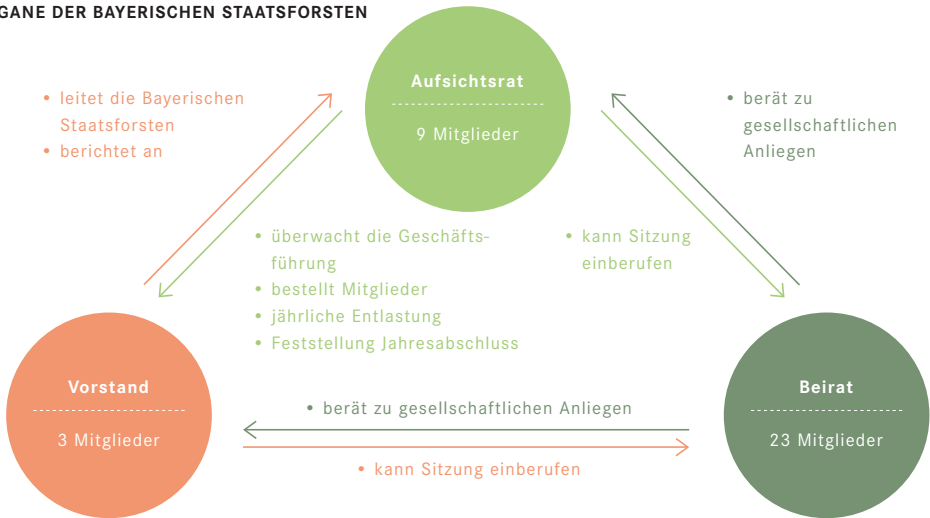 GANE DER BAYERISCHEN STAATSFORSTEN
Aufsichtsrat
9 Mitglieder
• leitet die Bayerischen
Staatsforsten
• berichtet an
• berät zu
gesellschaftlichen
Anliegen
• überwacht die Geschäfts-
führung
• bestellt Mitglieder
• jährliche Entlastung
• Feststellung Jahresabschluss
• kann Sitzung
einberufen
Vorstand
3 Mitglieder
• berät zu gesellschaftlichen Anliegen
• kann Sitzung einberufen
Beirat
23 Mitglieder